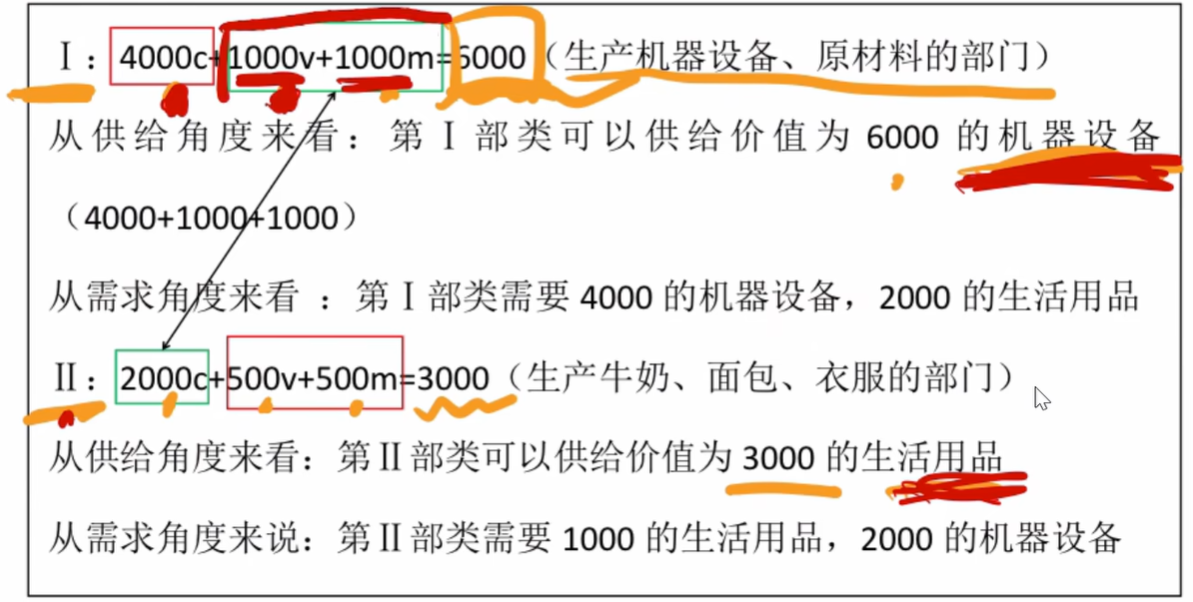 Ⅰ：4000c+1000v+1000m=6000（生产机器设备、原材料的部门）
从供给角度来看：第Ⅰ部类可以供给价值为 6000 的机器设备
（4000+1000+1000）
从需求角度来看 ：第Ⅰ部类需要 4000 的机器设备，2000 的生活用品
Ⅱ：2000c+500v+500m=3000（生产牛奶、面包、衣服的部门）
从供给角度来看：第Ⅱ部类可以供给价值为 3000 的生活用品
从需求角度来说：第Ⅱ部类需要 1000 的生活用品，2000 的机器设备